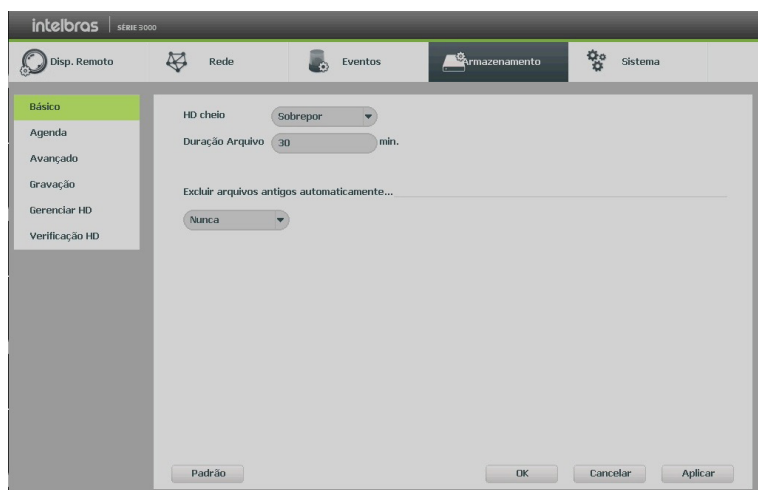 intelbras SÉRIE 3000
Disp. Remoto Rede Eventos Armazenamento Sistema
Básico
Agenda
Avançado
Gravação
Gerenciar HD
Verificação HD
HD cheio Sobrepor
Duração Arquivo 30 min.
Excluir arquivos antigos automaticamente...
Nunca
Padrão OK Cancelar Aplicar